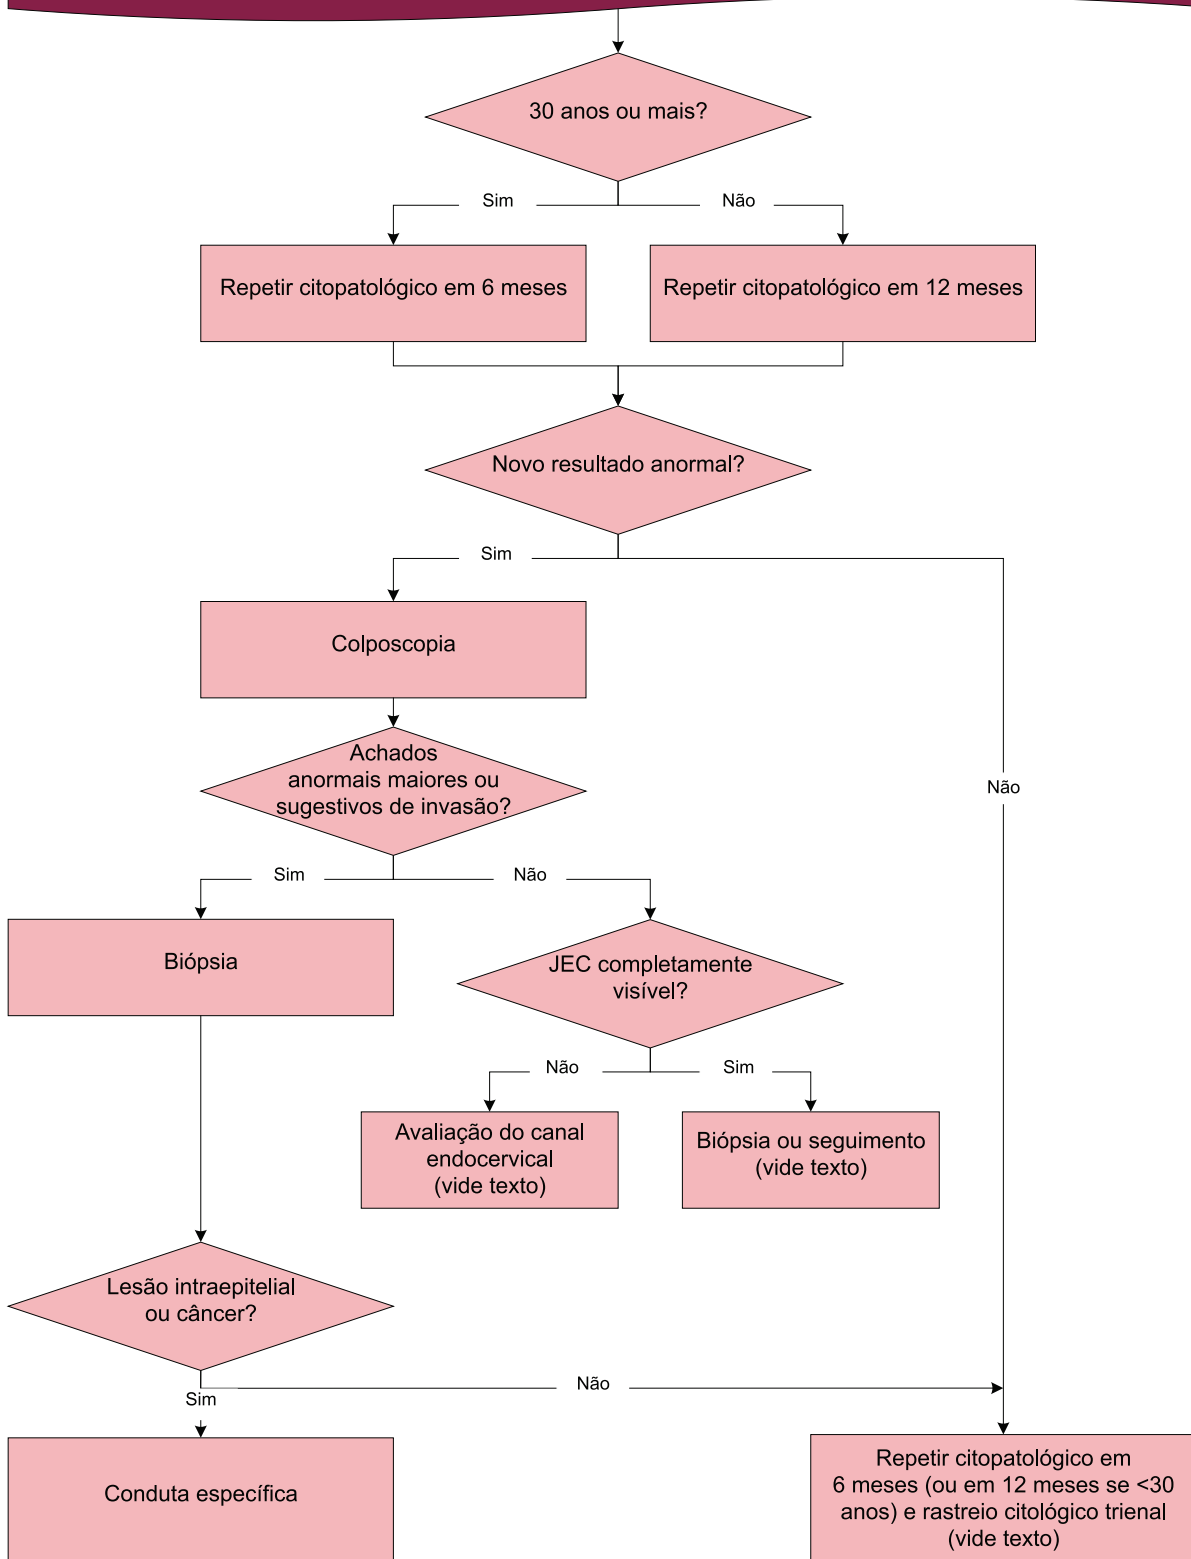 30 anos ou mais?
Sim
Não
Repetir citopatológico em 6 meses
Repetir citopatológico em 12 meses
Novo resultado anormal?
Sim
Colposcopia
Achados
anormais maiores ou
sugestivos de invasão?
Não
Sim
Não
Biópsia
JEC completamente
visível?
Não
Sim
Avaliação do canal
endocervical
(vide texto)
Biópsia ou seguimento
(vide texto)
Lesão intraepitelial
ou câncer?
Não
Sim
Conduta específica
Repetir citopatológico em
6 meses (ou em 12 meses se <30
anos) e rastreio citológico trienal
(vide texto)